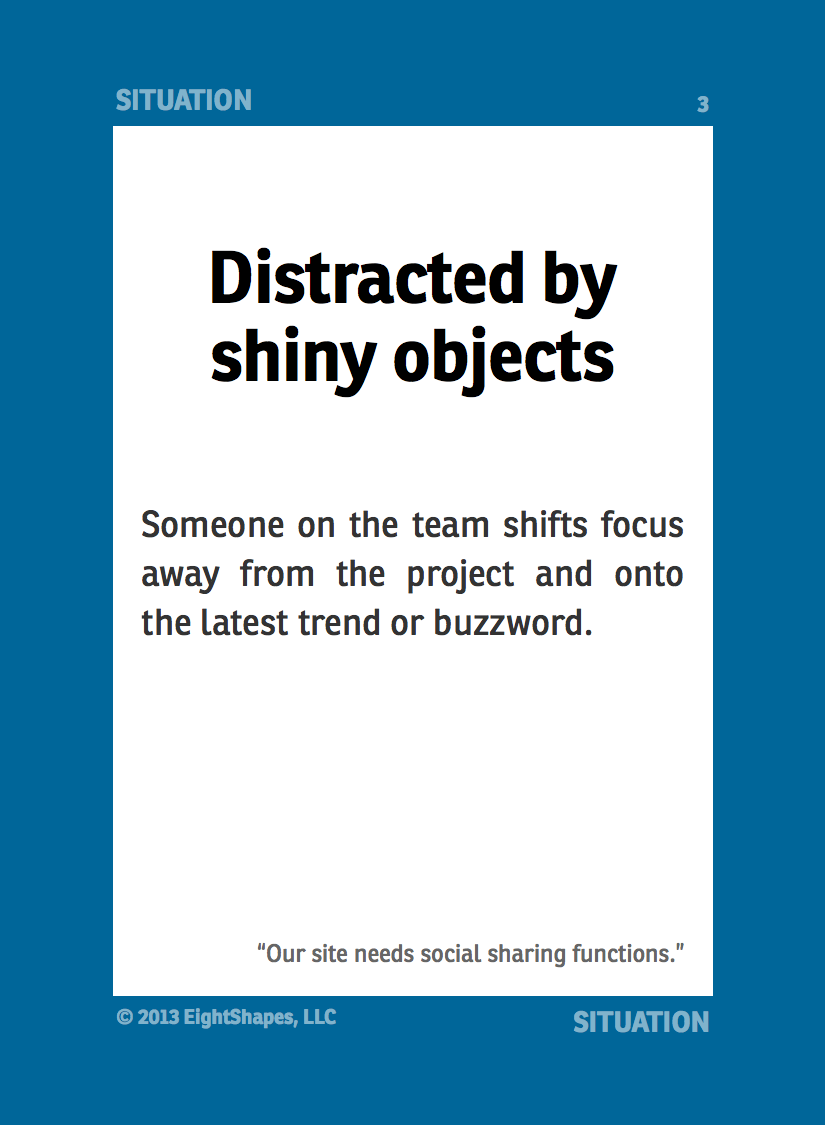 SITUATION
3
Distracted by
shiny objects
Someone on the team shifts focus
away from the project and onto
the latest trend or buzzword.
“Our site needs social sharing functions.”
© 2013 EightShapes, LLC
SITUATION